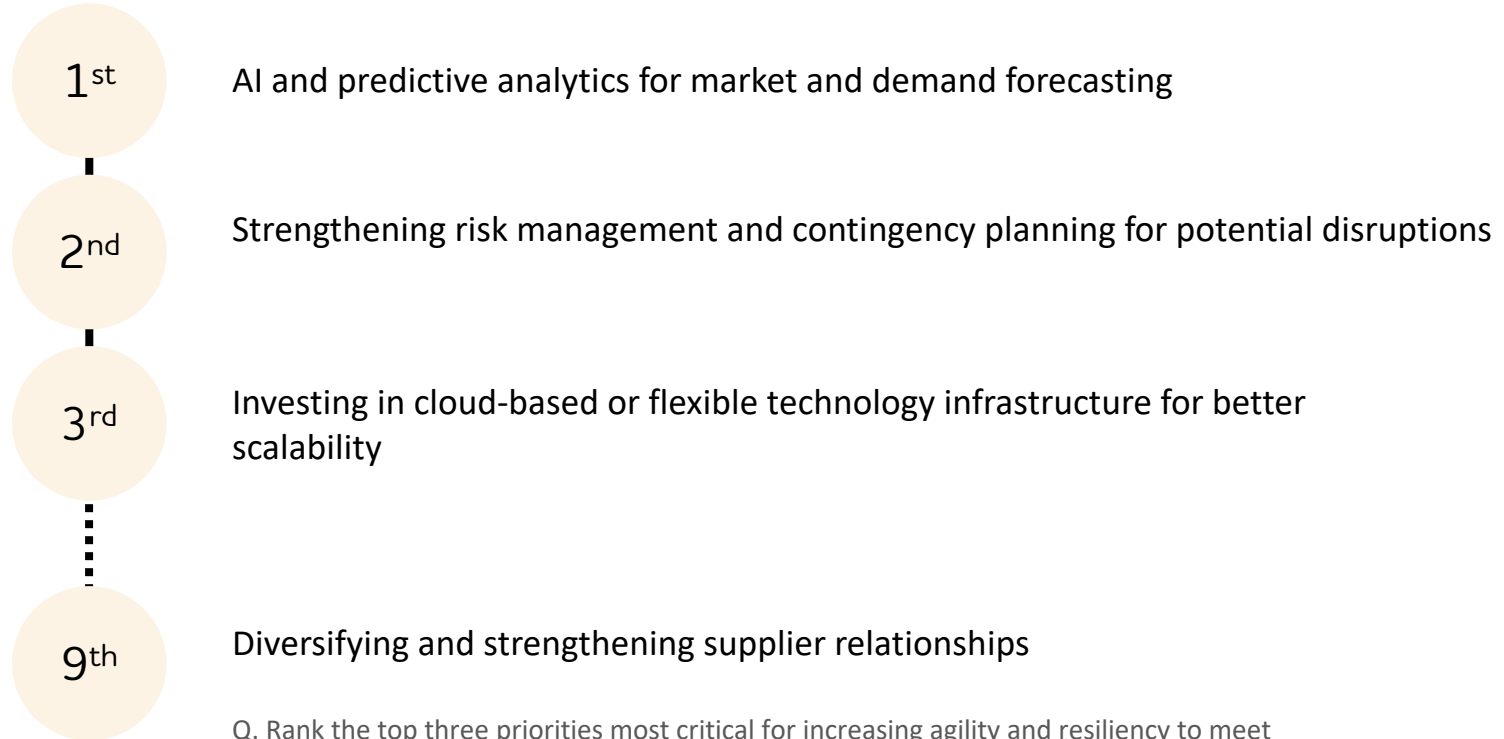 1st
AI and predictive analytics for market and demand forecasting
2nd
Strengthening risk management and contingency planning for potential disruptions
3rd
Investing in cloud-based or flexible technology infrastructure for better
scalability
9th
Diversifying and strengthening supplier relationships
Q. Rank the top three priorities most critical for increasing agility and resiliency to meet